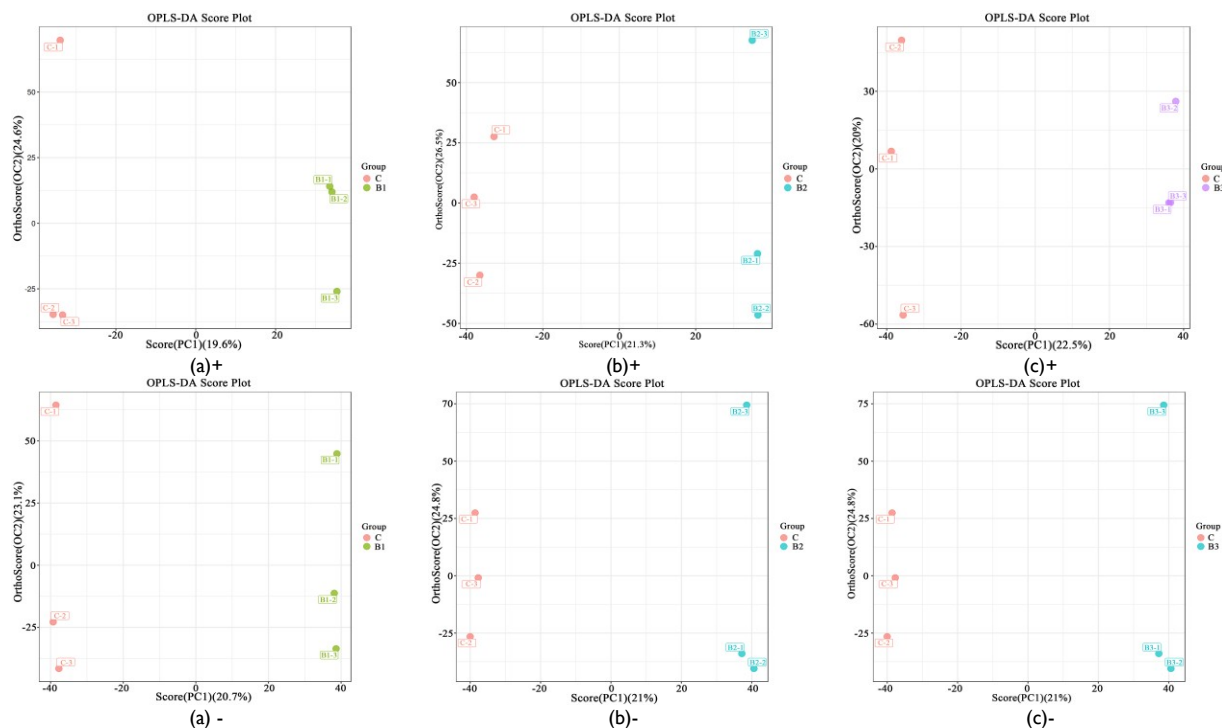 OPLS-DA Score Plot
OrthoScore(OC2)(24.6%)
50
25
0
-25
C-1
B1-1
B1-2
B1-3
C-2
C-3
Group
C
B1
-20
0
20
Score(PC1)(19.6%)
(a)+
OPLS-DA Score Plot
OrthoScore(OC2)(26.5%)
75
50
25
0
-25
-50
B2-3
C-1
C-3
C-2
B2-1
B2-2
Group
C
B2
-40
-20
0
20
40
Score(PC1)(21.3%)
(b)+
OPLS-DA Score Plot
OrthoScore(OC2)(20%)
30
0
-30
-60
C-2
B3-2
C-1
B3-3
B3-1
C-3
Group
C
-40
-20
0
20
40
Score(PC1)(22.5%)
(c)+
OPLS-DA Score Plot
OrthoScore(OC2)(23.1%)
50
25
0
-25
C-1
B1-1
B1-2
C-2
B1-3
C-3
Group
C
B1
-40
-20
0
20
40
Score(PC1)(20.7%)
(a) -
OPLS-DA Score Plot
OrthoScore(OC2)(24.8%)
70
50
25
0
-25
B2-3
C-1
C-3
C-2
B2-1
B2-2
Group
C
B2
-40
-20
0
20
40
Score(PC1)(21%)
(b)-
OPLS-DA Score Plot
OrthoScore(OC2)(24.8%)
75
50
25
0
-25
B3-3
C-1
C-3
C-2
B3-1
B3-2
Group
C
B3
-40
-20
0
20
40
Score(PC1)(21%)
(c)-